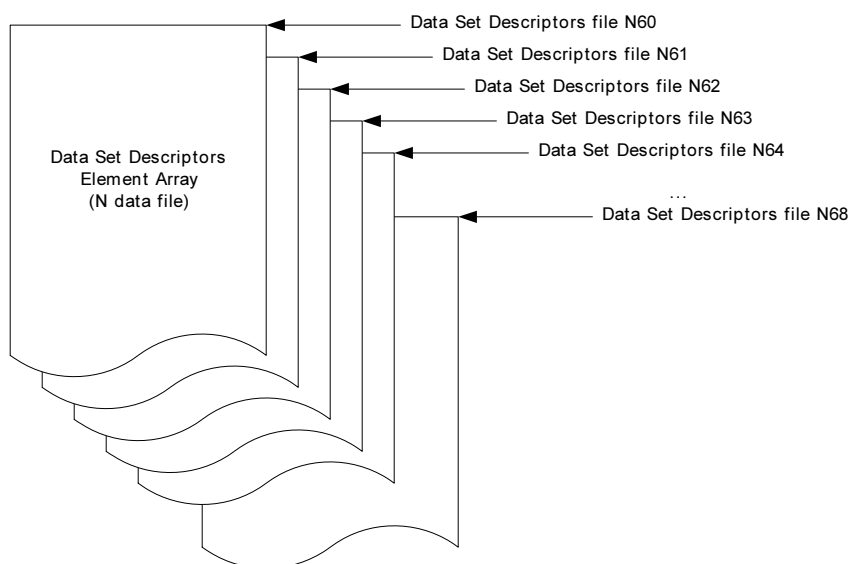 Data Set Descriptors file N60
Data Set Descriptors file N61
Data Set Descriptors file N62
Data Set Descriptors file N63
Data Set Descriptors file N64
...
Data Set Descriptors file N68
Data Set Descriptors
Element Array
(N data file)